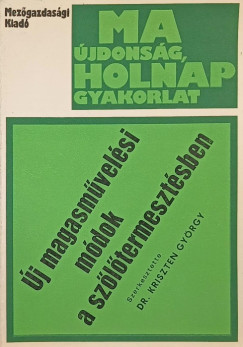 Mezőgazdasági
Kiadó
MA
ÚJDONSÁG,
HOLNAP
GYAKORLAT
Új magasművelési
módok
a szőlőtermesztésben
Szerkesztette
DR. KRISZTEN GYÖRGY